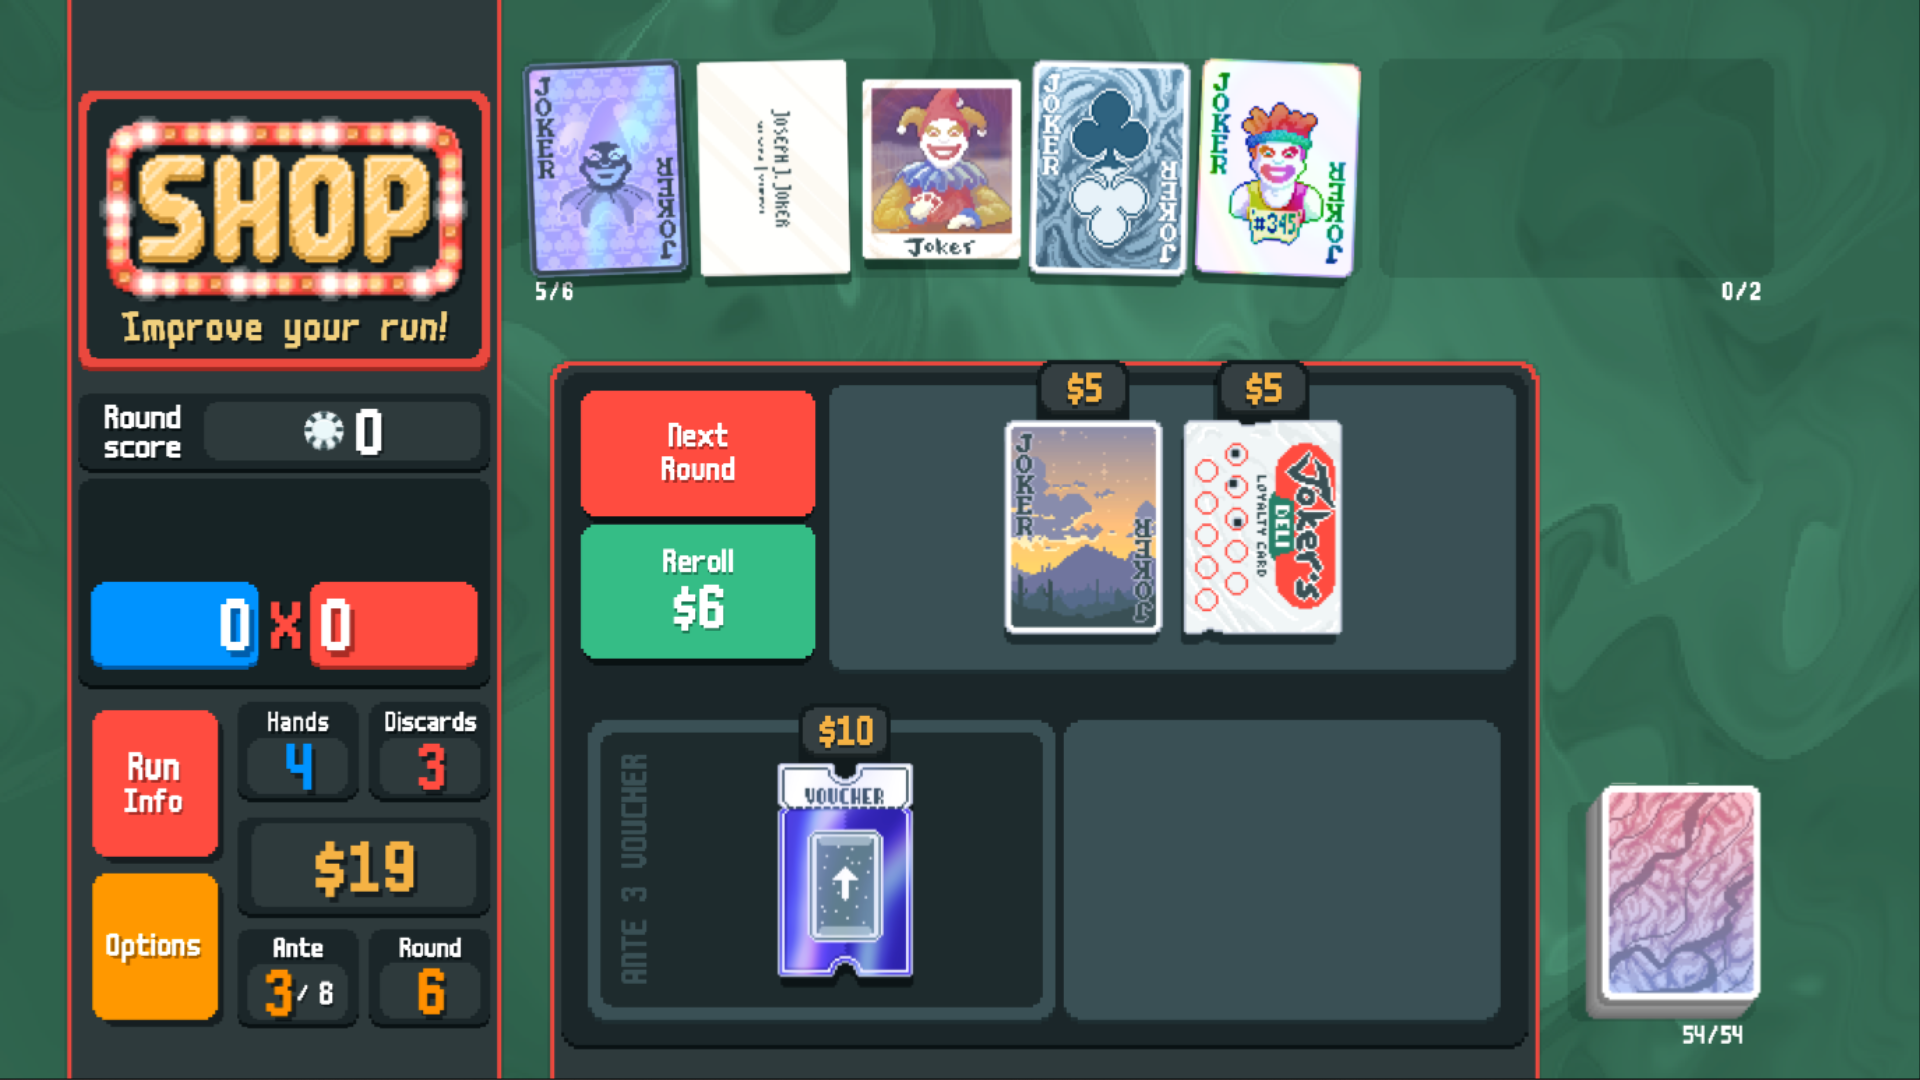 JOKER
JOKER
JOSEPH J. JOKER
Joker
JOKER
JOKER
JOKER
#345
JOKER
5/6
0/2
SHOP
Improve your run!
Round
score
0
0 X 0
Run
Info
Hands
4
Discards
3
$19
Options
Ante
3/8
Round
6
Next
Round
Reroll
$6
$5
JOKER
JOKER
$5
Joker's
DELI
LOYALTY CARD
ANTE 3 VOUCHER
$10
VOUCHER
54/54